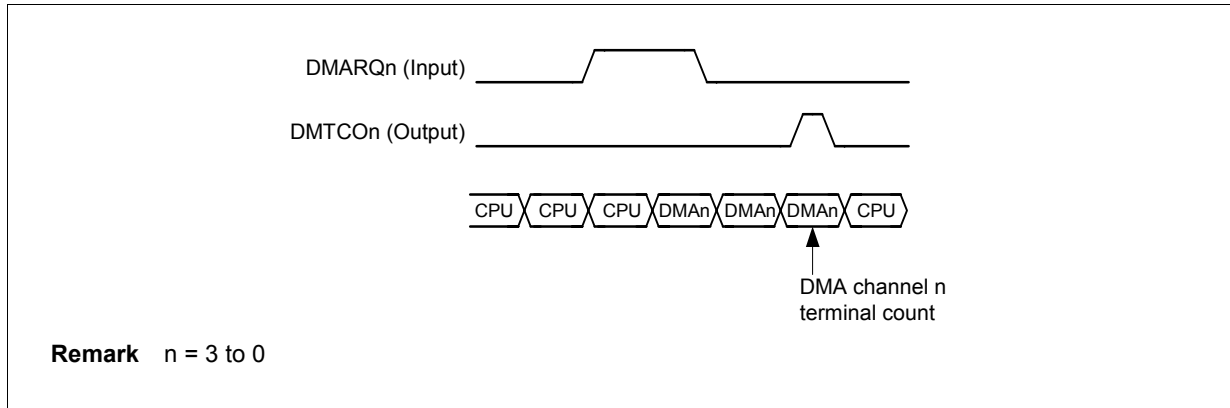 DMARQn (Input)
DMTCOn (Output)
CPU CPU CPU DMAn DMAn DMAn CPU
DMA channel n
terminal count
Remark n = 3 to 0